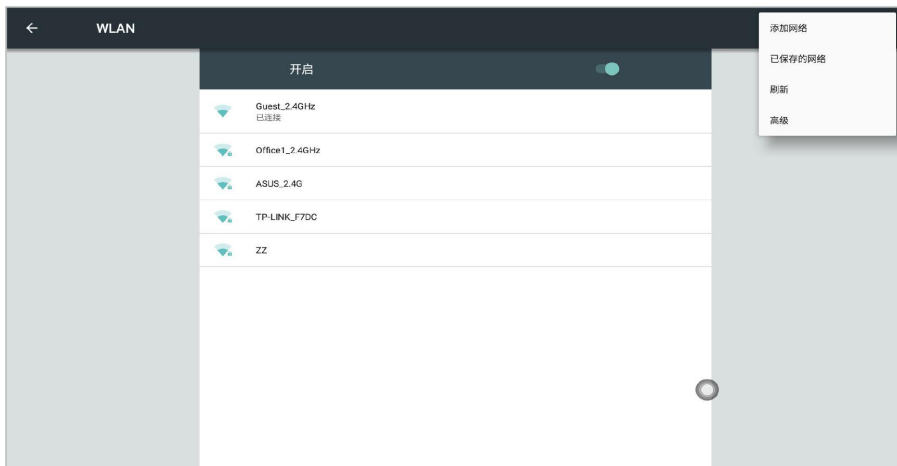 WLAN
添加网络
已保存的网络
刷新
高级
开启
Guest_2.4GHz
已连接
Office1_2.4GHz
ASUS_2.4G
TP-LINK_F7DC
ZZ